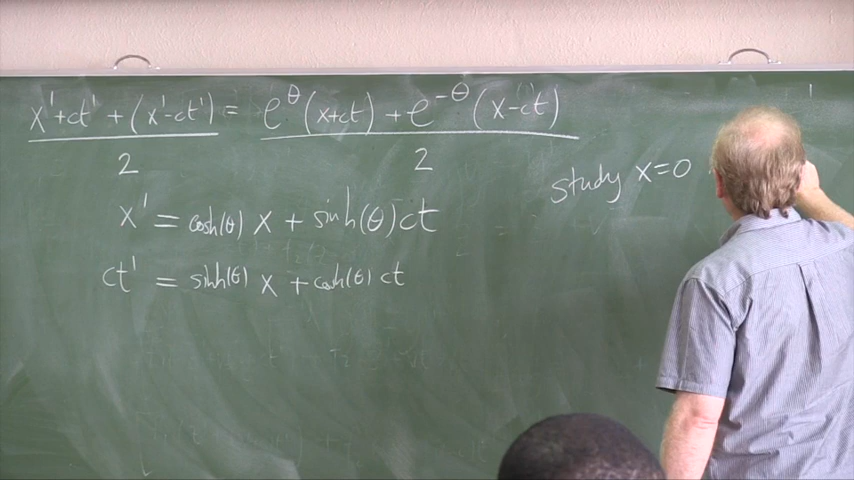 x'+ct' + (x'-ct') = e^θ(x+ct) + e^-θ(x-ct)
2 2
study x=0
x' = cosh(θ) x + sinh(θ) ct
ct' = sinh(θ) x + cosh(θ) ct